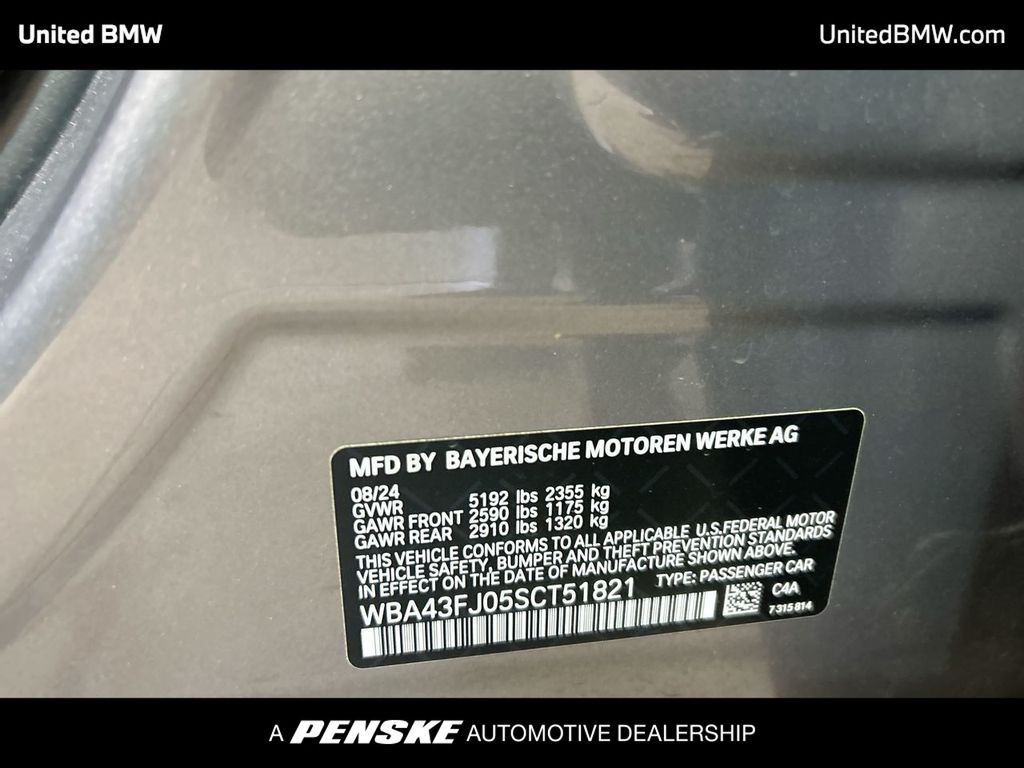 United BMW
UnitedBMW.com
MFD BY BAYERISCHE MOTOREN WERKE AG
08/24
GVWR 5192 lbs 2355 kg
GAWR FRONT 2590 lbs 1175 kg
GAWR REAR 2910 lbs 1320 kg
THIS VEHICLE CONFORMS TO ALL APPLICABLE U.S.FEDERAL MOTOR
VEHICLE SAFETY, BUMPER AND THEFT PREVENTION STANDARDS
IN EFFECT ON THE DATE OF MANUFACTURE SHOWN ABOVE.
WBA43FJ05SCT51821 TYPE: PASSENGER CAR
C4A
7315814
A PENSKE AUTOMOTIVE DEALERSHIP